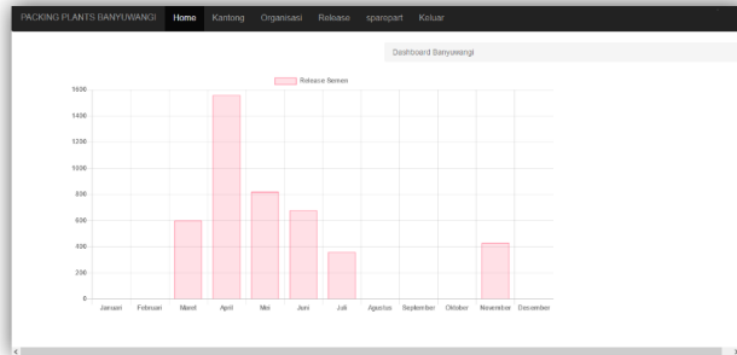 PACKING PLANTS BANYUWANGI Home Kantong Organisasi Release sparepart Keluar
Dashboard Banyuwangi
Release Semen
1600
1400
1200
1000
800
600
400
200
0
Januari Februari Maret April Mei Juni Juli Agustus September Oktober November Desember